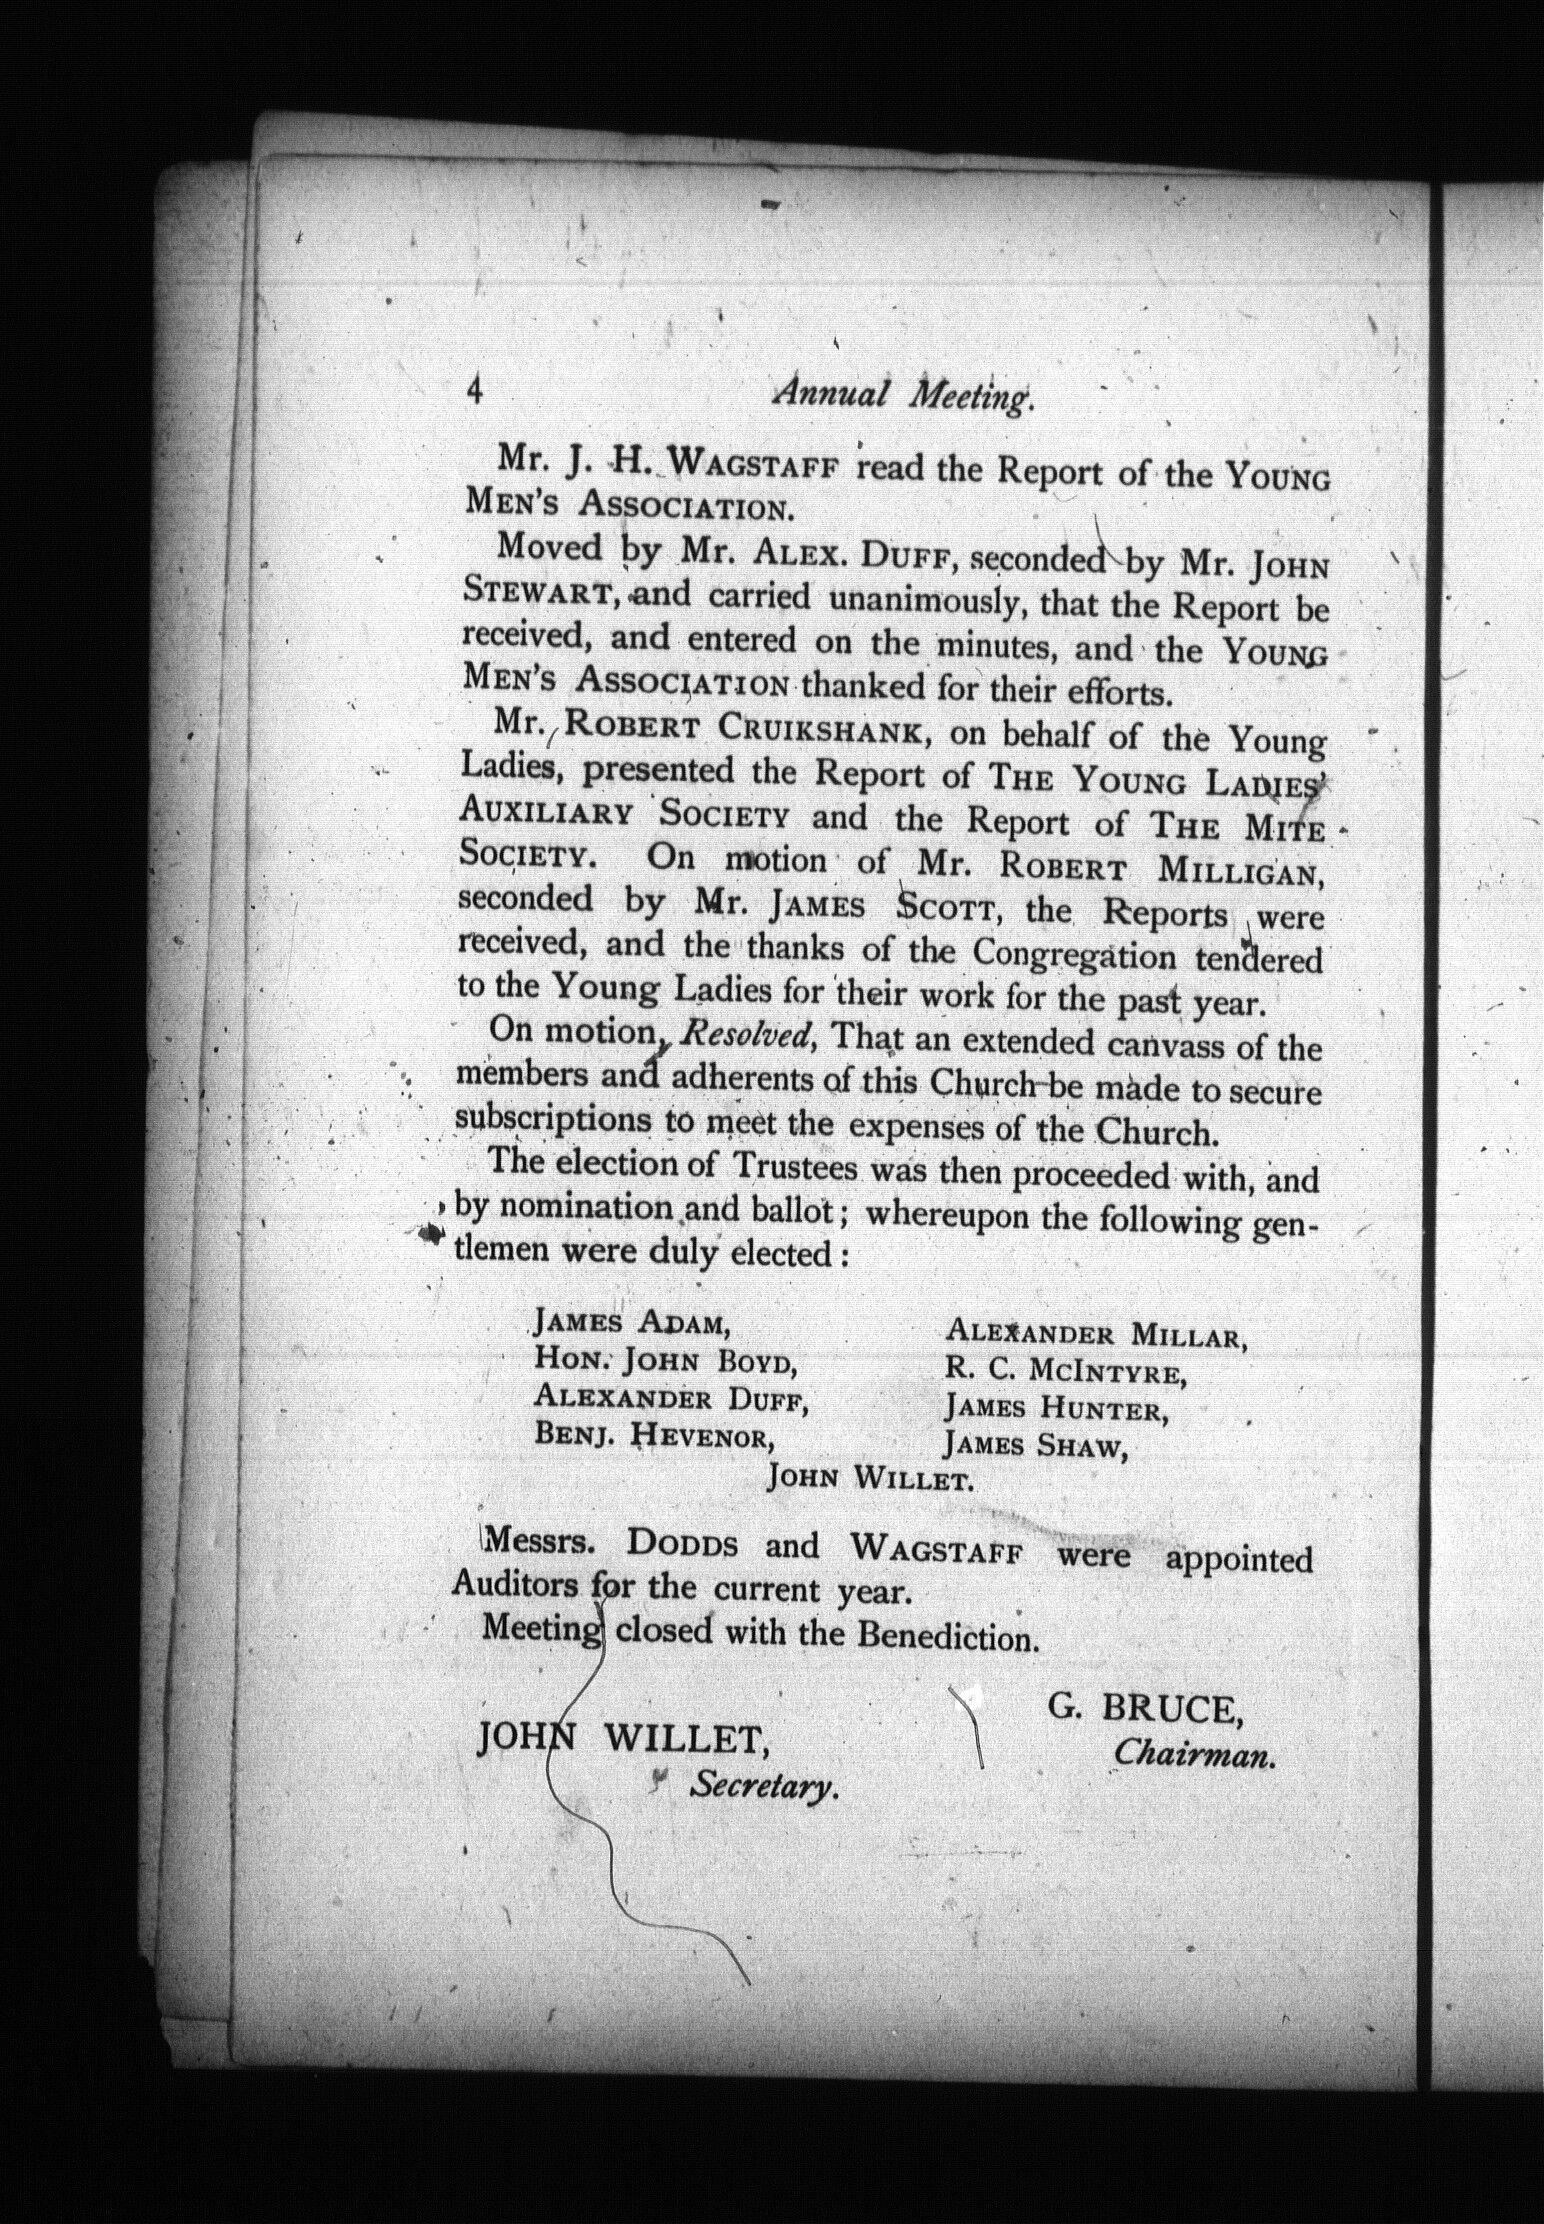 4 Annual Meeting.
Mr. J. H. WAGSTAFF read the Report of the YOUNG
MEN'S ASSOCIATION.
Moved by Mr. ALEX. DUFF, seconded by Mr. JOHN
STEWART, and carried unanimously, that the Report be
received, and entered on the minutes, and the YOUNG
MEN'S ASSOCIATION thanked for their efforts.
Mr. ROBERT CRUIKSHANK, on behalf of the Young
Ladies, presented the Report of THE YOUNG LADIES'
AUXILIARY SOCIETY and the Report of THE MITE
SOCIETY. On motion of Mr. ROBERT MILLIGAN,
seconded by Mr. JAMES SCOTT, the Reports were
received, and the thanks of the Congregation tendered
to the Young Ladies for their work for the past year.
On motion, Resolved, That an extended canvass of the
members and adherents of this Church be made to secure
subscriptions to meet the expenses of the Church.
The election of Trustees was then proceeded with, and
by nomination and ballot; whereupon the following gen-
tlemen were duly elected:
JAMES ADAM, ALEXANDER MILLAR,
HON. JOHN BOYD, R. C. MCINTYRE,
ALEXANDER DUFF, JAMES HUNTER,
BENJ. HEVENOR, JAMES SHAW,
JOHN WILLET.
Messrs. DODDS and WAGSTAFF were appointed
Auditors for the current year.
Meeting closed with the Benediction.
G. BRUCE,
Chairman.
JOHN WILLET,
Secretary.